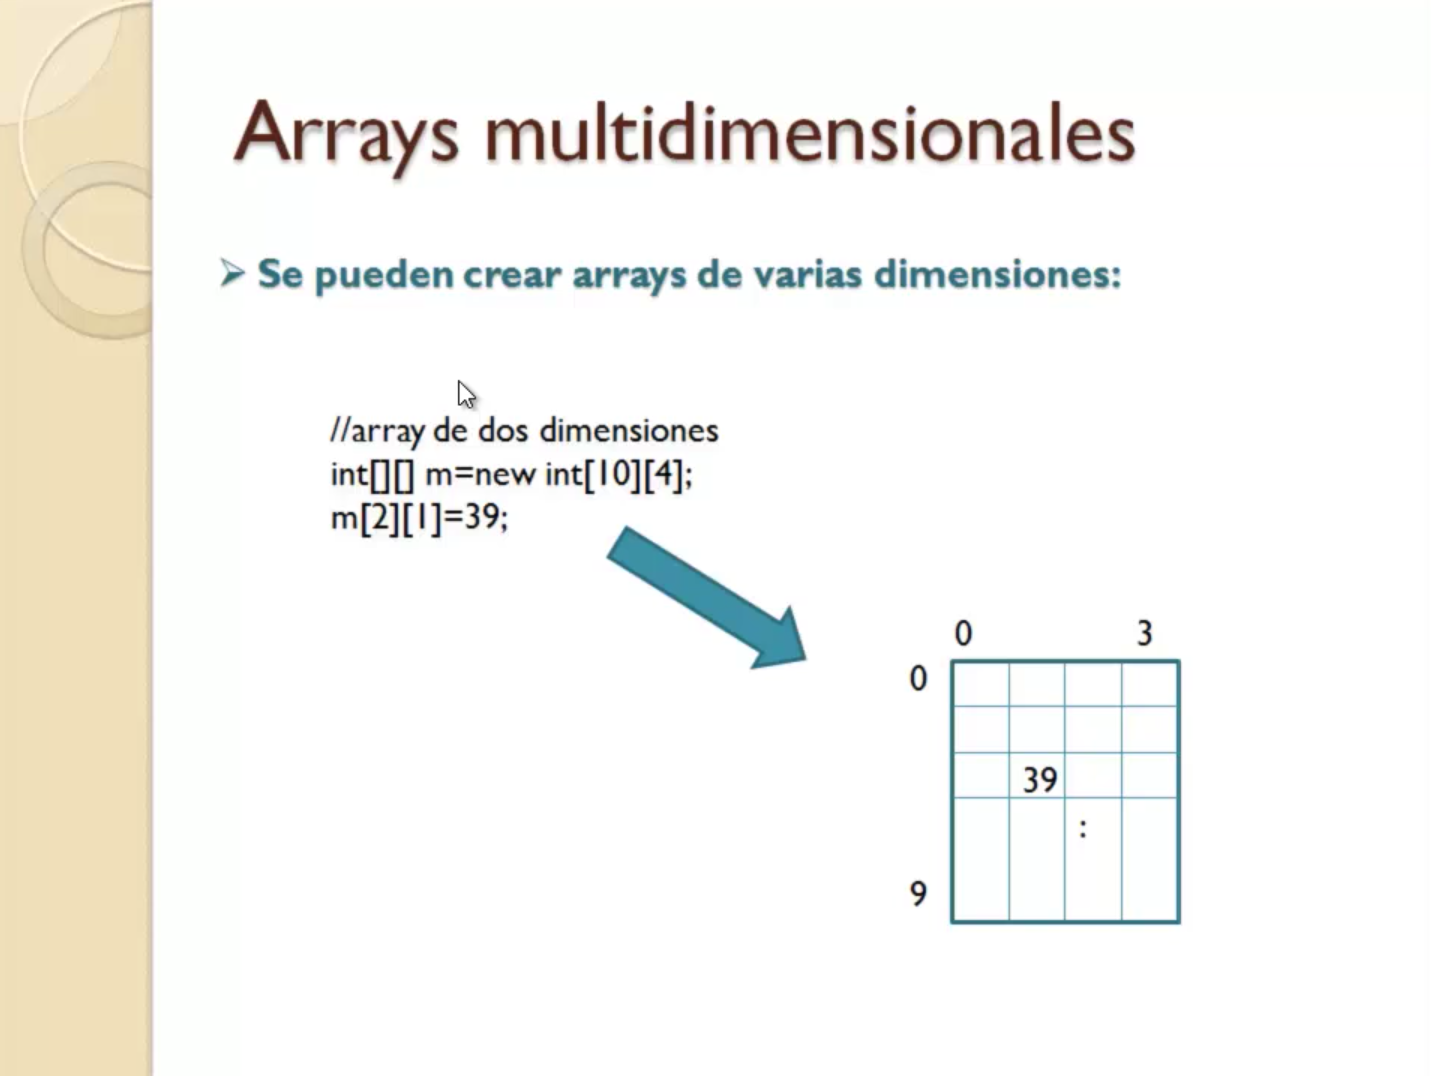 Arrays multidimensionales
Se pueden crear arrays de varias dimensiones:
//array de dos dimensiones
int[][] m=new int[10][4];
m[2][1]=39;
0 3
0
39
:
9